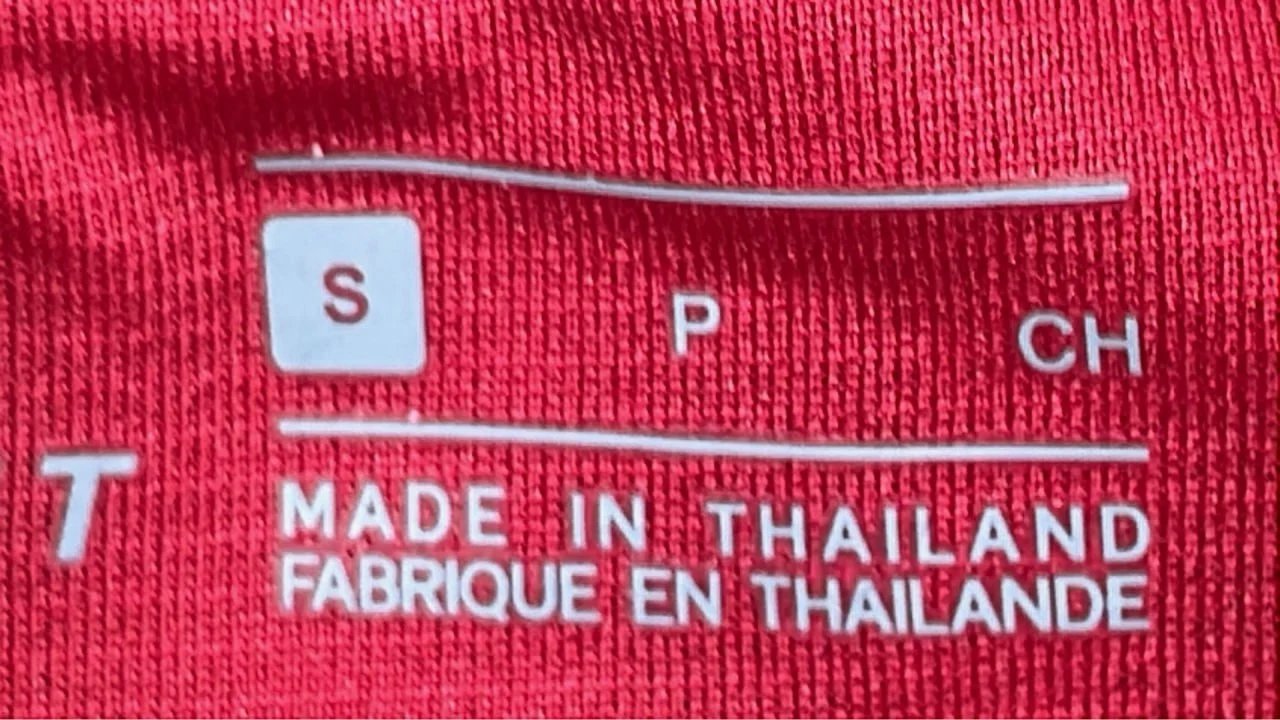 S P CH
T
MADE IN THAILAND
FABRIQUE EN THAILANDE